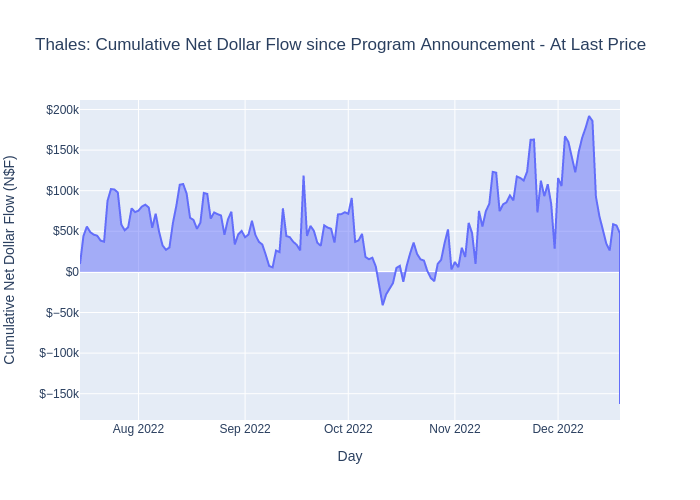 Thales: Cumulative Net Dollar Flow since Program Announcement - At Last Price
Cumulative Net Dollar Flow (N$F)
$200k
$150k
$100k
$50k
$0
$−50k
$−100k
$−150k
Aug 2022
Sep 2022
Oct 2022
Nov 2022
Dec 2022
Day